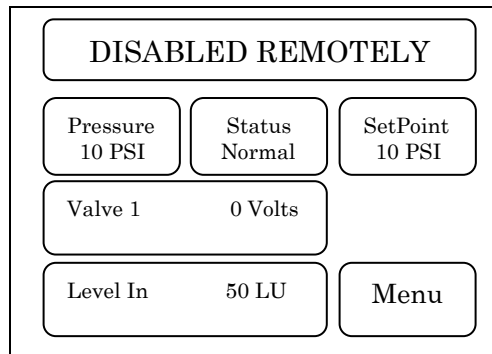 DISABLED REMOTELY
Pressure
10 PSI
Status
Normal
SetPoint
10 PSI
Valve 1 0 Volts
Level In 50 LU
Menu